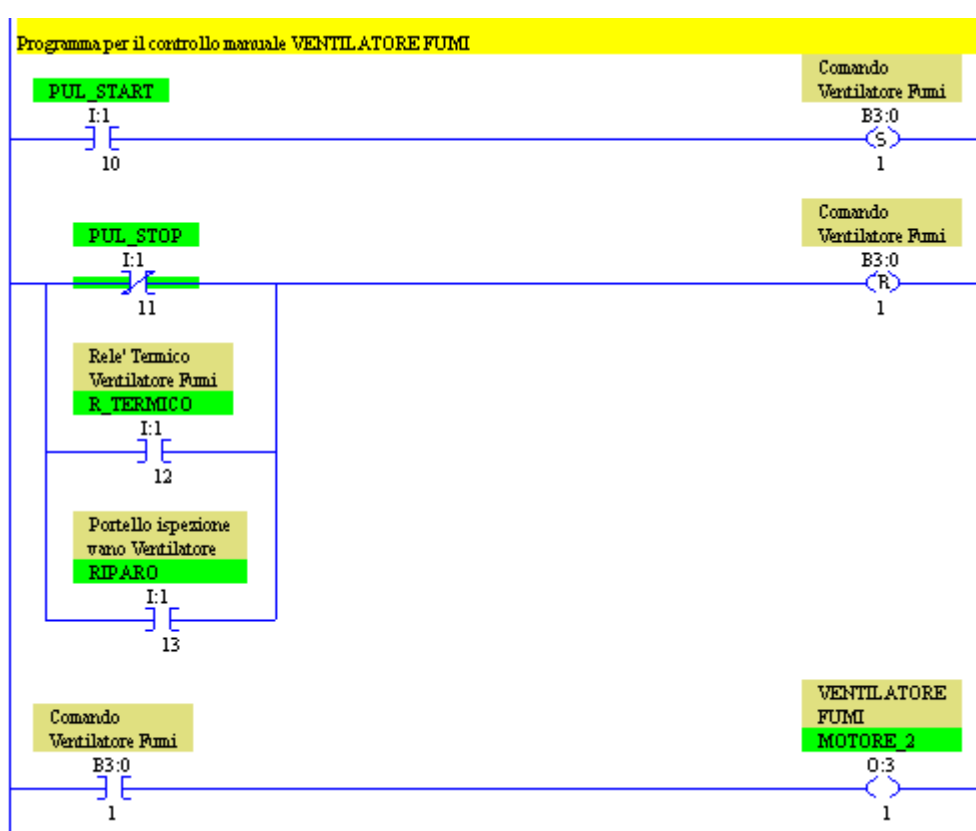 Programma per il controllo manuale VENTILATORE FUMI
Comando
Ventilatore Fumi
PUL_START
I:1
B3:0
S
10
1
Comando
Ventilatore Fumi
PUL_STOP
I:1
B3:0
R
11
1
Rele' Termico
Ventilatore Fumi
R_TERMICO
I:1
12
Portello ispezione
vano Ventilatore
RIPARO
I:1
13
VENTILATORE
FUMI
MOTORE_2
O:3
1
Comando
Ventilatore Fumi
B3:0
1